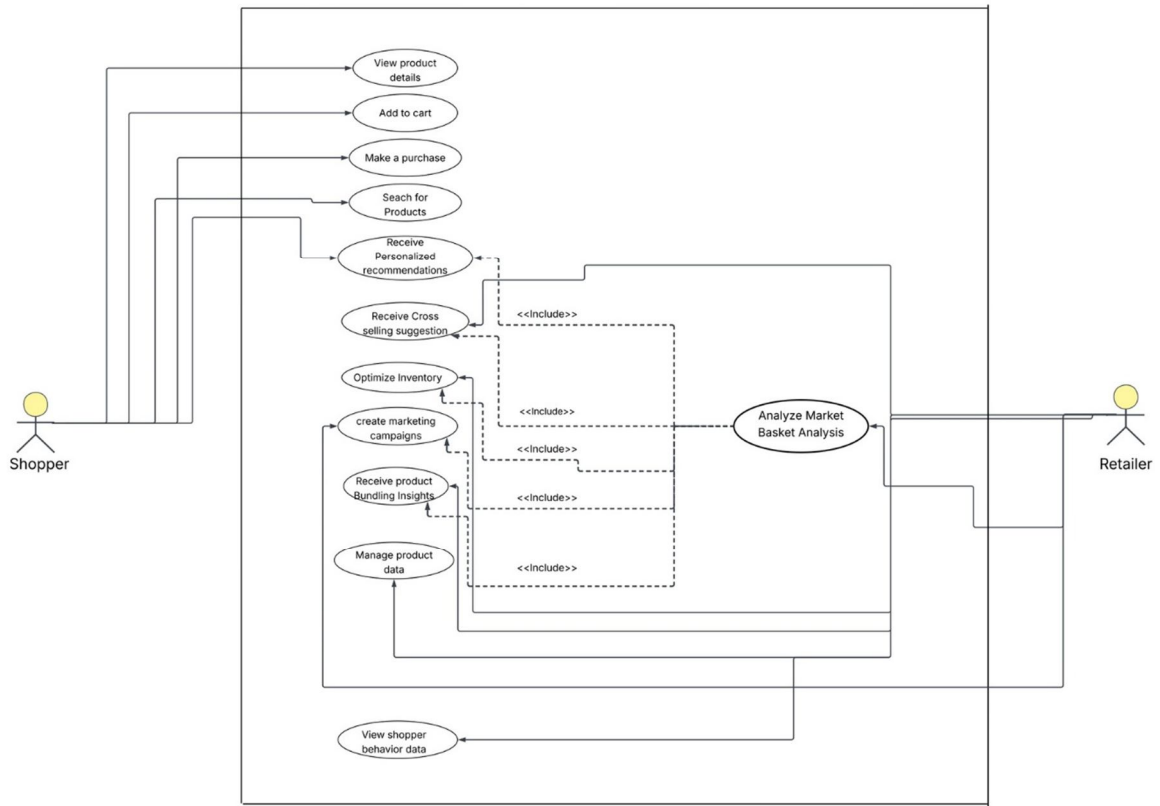 View product
details
Add to cart
Make a purchase
Seach for
Products
Receive
Personalized
recommendations
Receive Cross
selling suggestion
<<Include>>
Optimize Inventory
create marketing
campaigns
<<Include>>
Analyze Market
Basket Analysis
<<Include>>
Shopper
Retailer
Receive product
Bundling Insights
<<Include>>
Manage product
data
<<Include>>
View shopper
behavior data